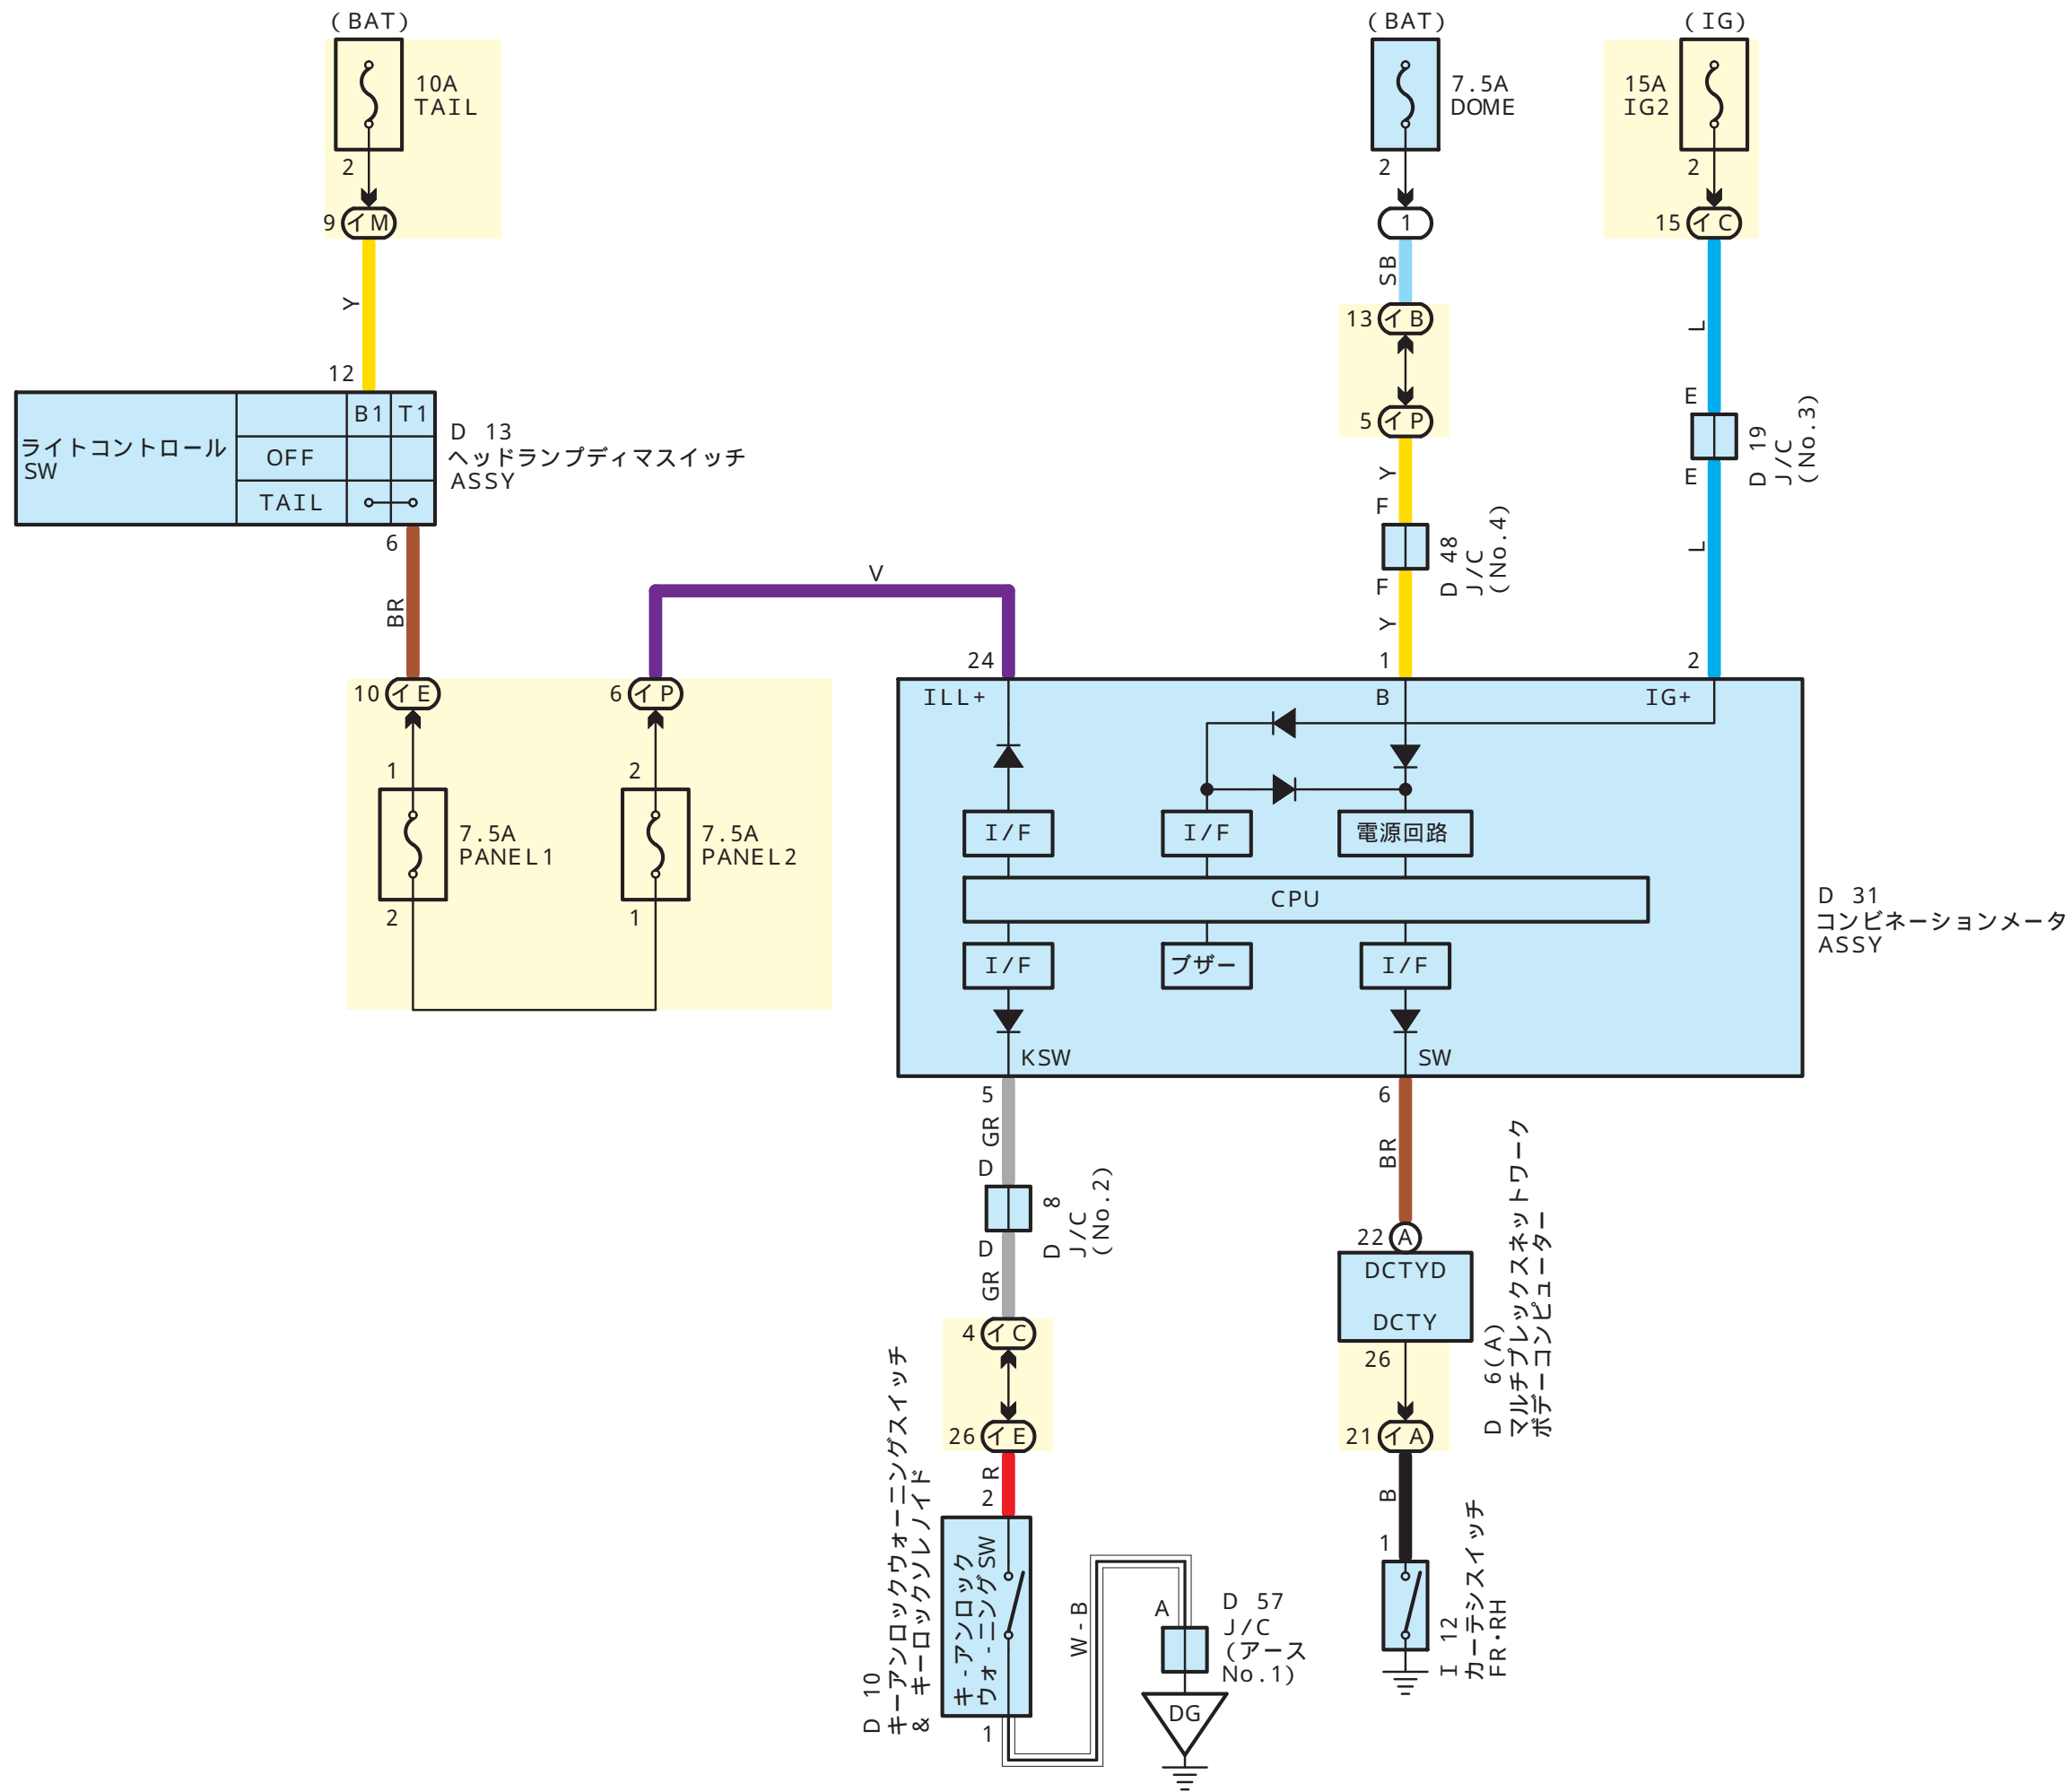 (BAT)
10A
TAIL
2
9 イM
Y
12
ライトコントロール
SW
B1 T1
OFF
TAIL
D 13
ヘッドランプディマスイッチ
ASSY
6
BR
10 イE
1
7.5A
PANEL1
2
6 イP
2
7.5A
PANEL2
1
V
(BAT)
7.5A
DOME
2
1
SB
13 イB
5 イP
Y
F
D 48
J/C
(No.4)
F
Y
(IG)
15A
IG2
2
15 イC
L
E
D 19
J/C
(No.3)
E
L
24
1
2
ILL+
B
IG+
I/F
I/F
電源回路
CPU
I/F
ブザー
I/F
KSW
SW
D 31
コンビネーションメータ
ASSY
5
GR
D
D 8
J/C
(No.2)
D
GR
4 イC
26 イE
R
2
キ-アンロック
ウォ-ニングSW
D 10
キーアンロックウォーニングスイッチ
& キーロックソレノイド
1
W-B
A
D 57
J/C
(アース
No.1)
DG
6
BR
22 A
DCTYD
DCTY
D 6(A)
マルチプレックスネットワーク
ボデーコンピューター
26
21 イA
B
1
I 12
カーテシスイッチ
FR･RH